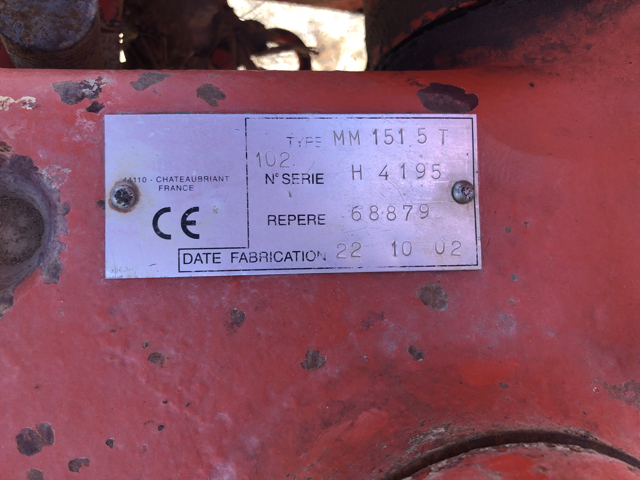 44110 - CHATEAUBRIANT
FRANCE
CE
TYPE MM 151 5 T
102
N° SERIE H 4195
REPERE 68879
DATE FABRICATION 22 10 02